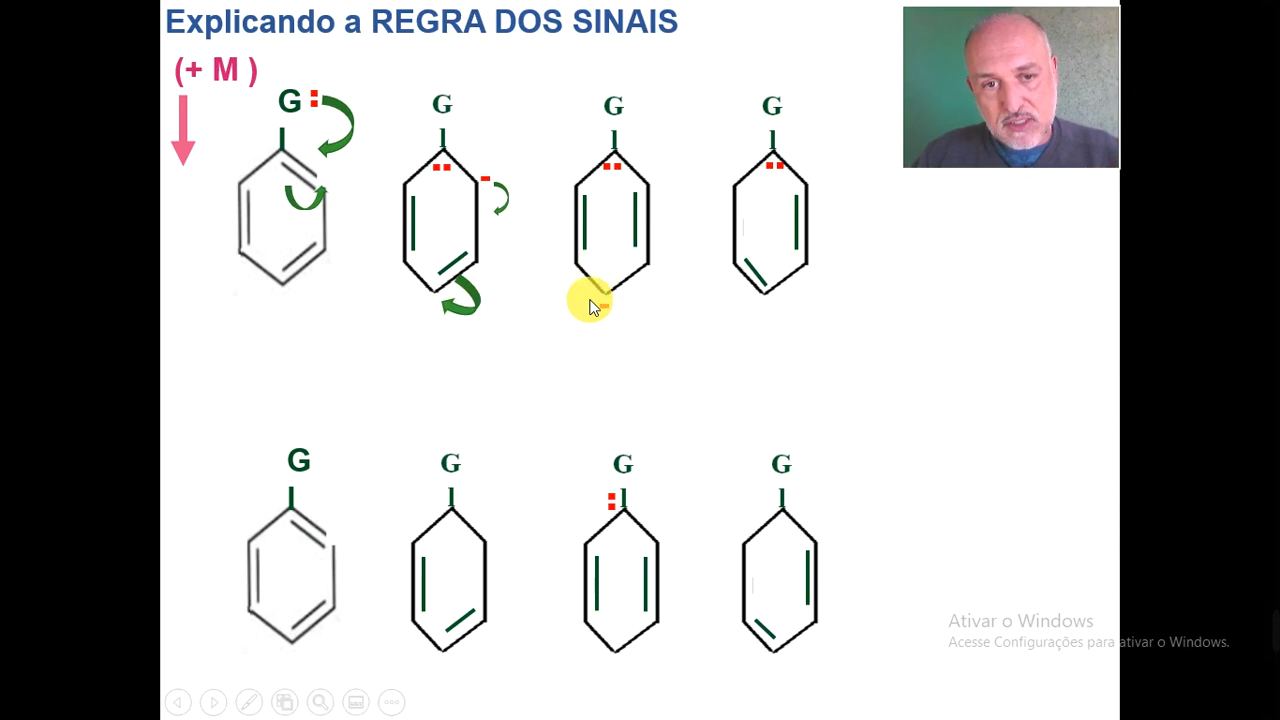 Explicando a REGRA DOS SINAIS
(+ M )
G
G
G
G
G
G
G
G
Ativar o Windows
Acesse Configurações para ativar o Windows.